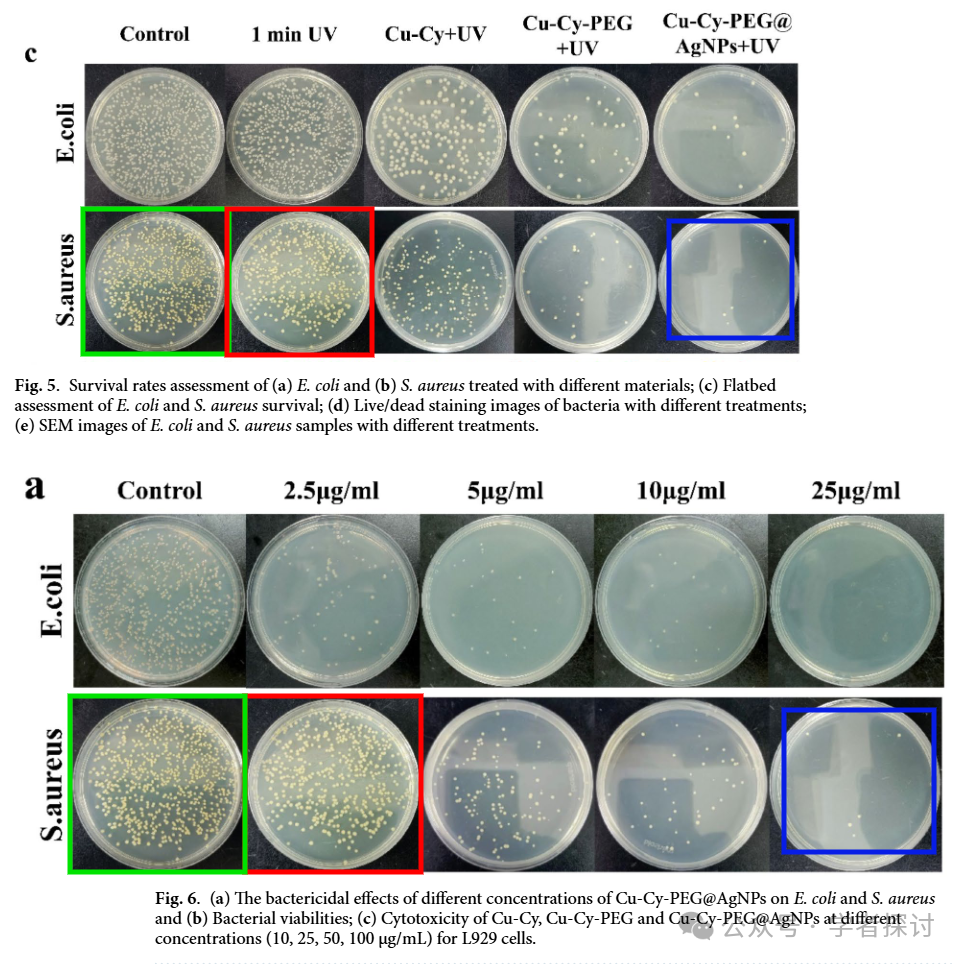 c
Control 1 min UV Cu-Cy+UV Cu-Cy-PEG +UV Cu-Cy-PEG@ AgNPs+UV
E.coli
S.aureus
Fig. 5. Survival rates assessment of (a) E. coli and (b) S. aureus treated with different materials; (c) Flatbed
assessment of E. coli and S. aureus survival; (d) Live/dead staining images of bacteria with different treatments;
(e) SEM images of E. coli and S. aureus samples with different treatments.
a
Control 2.5μg/ml 5μg/ml 10μg/ml 25μg/ml
E.coli
S.aureus
Fig. 6. (a) The bactericidal effects of different concentrations of Cu-Cy-PEG@AgNPs on E. coli and S. aureus
and (b) Bacterial viabilities; (c) Cytotoxicity of Cu-Cy, Cu-Cy-PEG and Cu-Cy-PEG@AgNPs at different
concentrations (10, 25, 50, 100 μg/mL) for L929 cells.
公众号 · 学者探讨